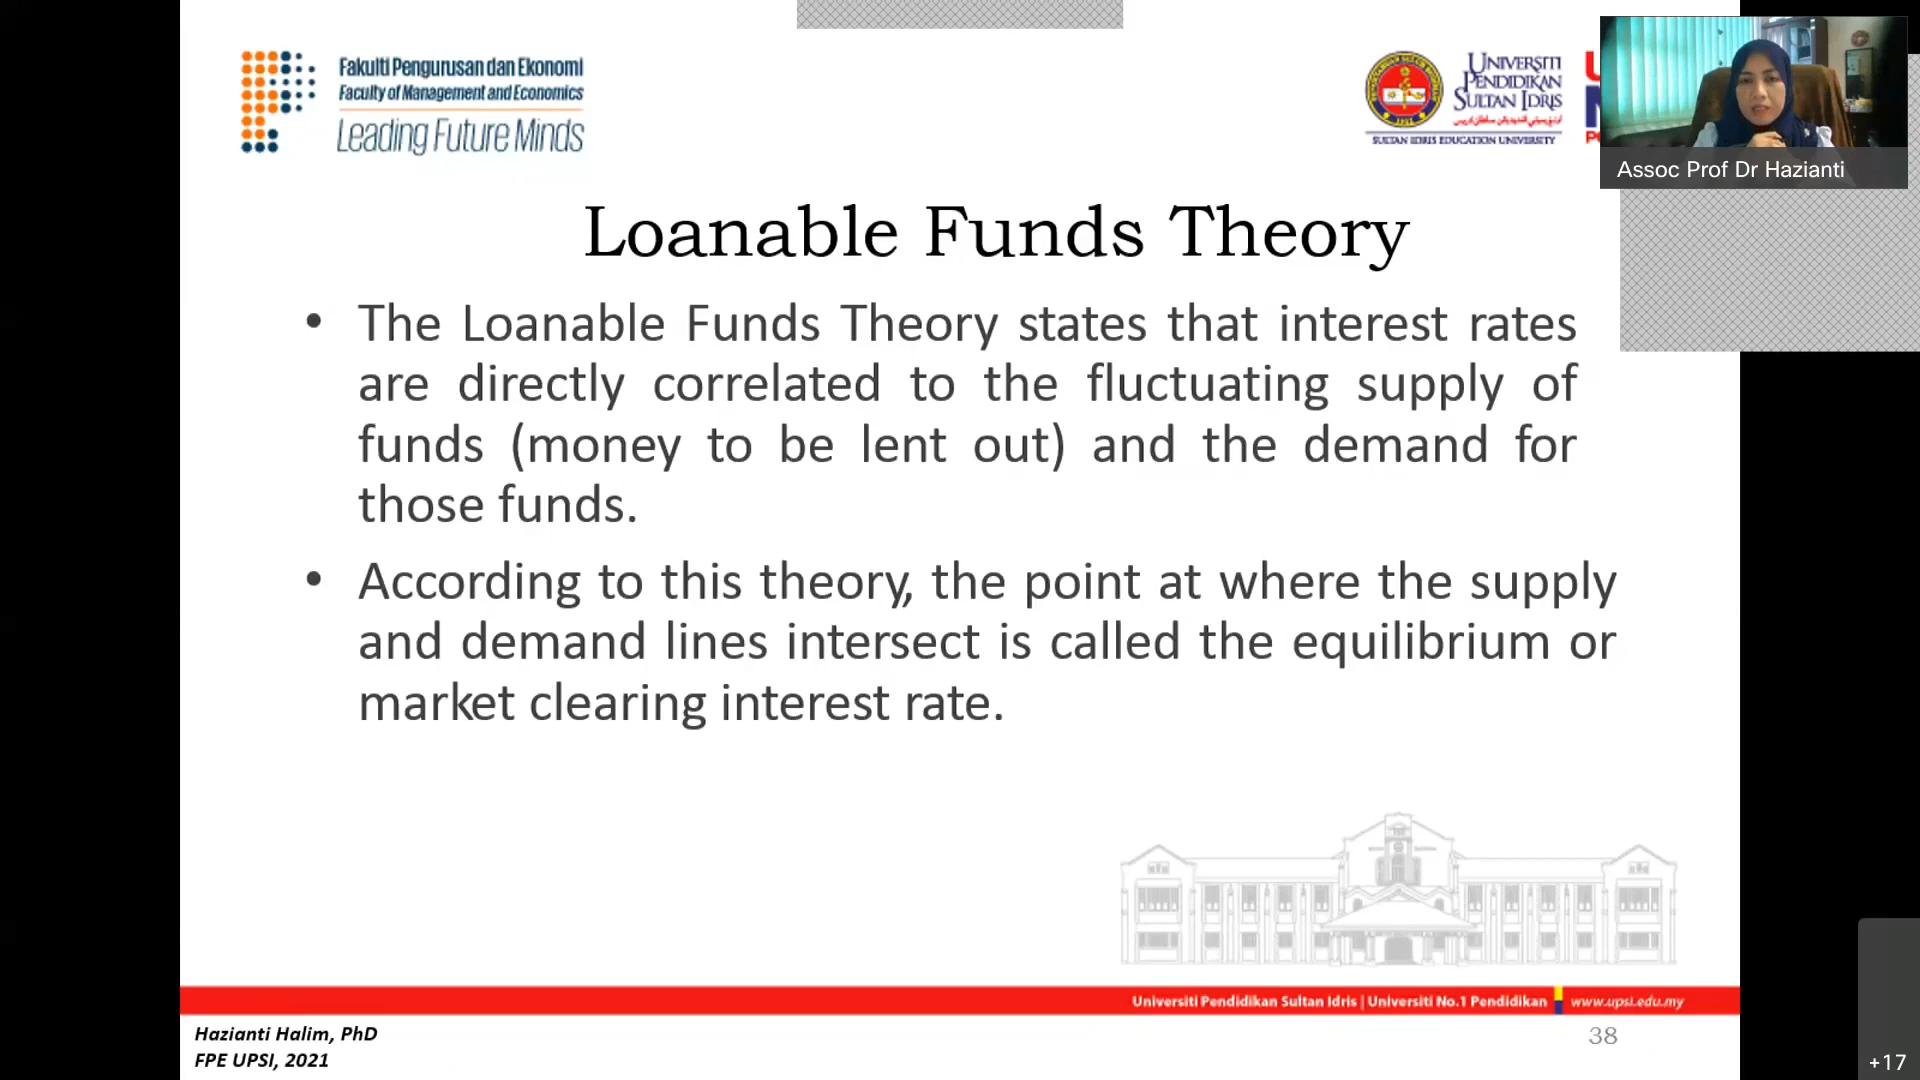 Fakulti Pengurusan dan Ekonomi
Faculty of Management and Economics
Leading Future Minds
UNIVERSITI
PENDIDIKAN
SULTAN IDRIS
SULTAN IDRIS EDUCATION UNIVERSITY
Assoc Prof Dr Hazianti
Loanable Funds Theory
• The Loanable Funds Theory states that interest rates
are directly correlated to the fluctuating supply of
funds (money to be lent out) and the demand for
those funds.
• According to this theory, the point at where the supply
and demand lines intersect is called the equilibrium or
market clearing interest rate.
Universiti Pendidikan Sultan Idris | Universiti No.1 Pendidikan
www.upsi.edu.my
Hazianti Halim, PhD
FPE UPSI, 2021
38
+17